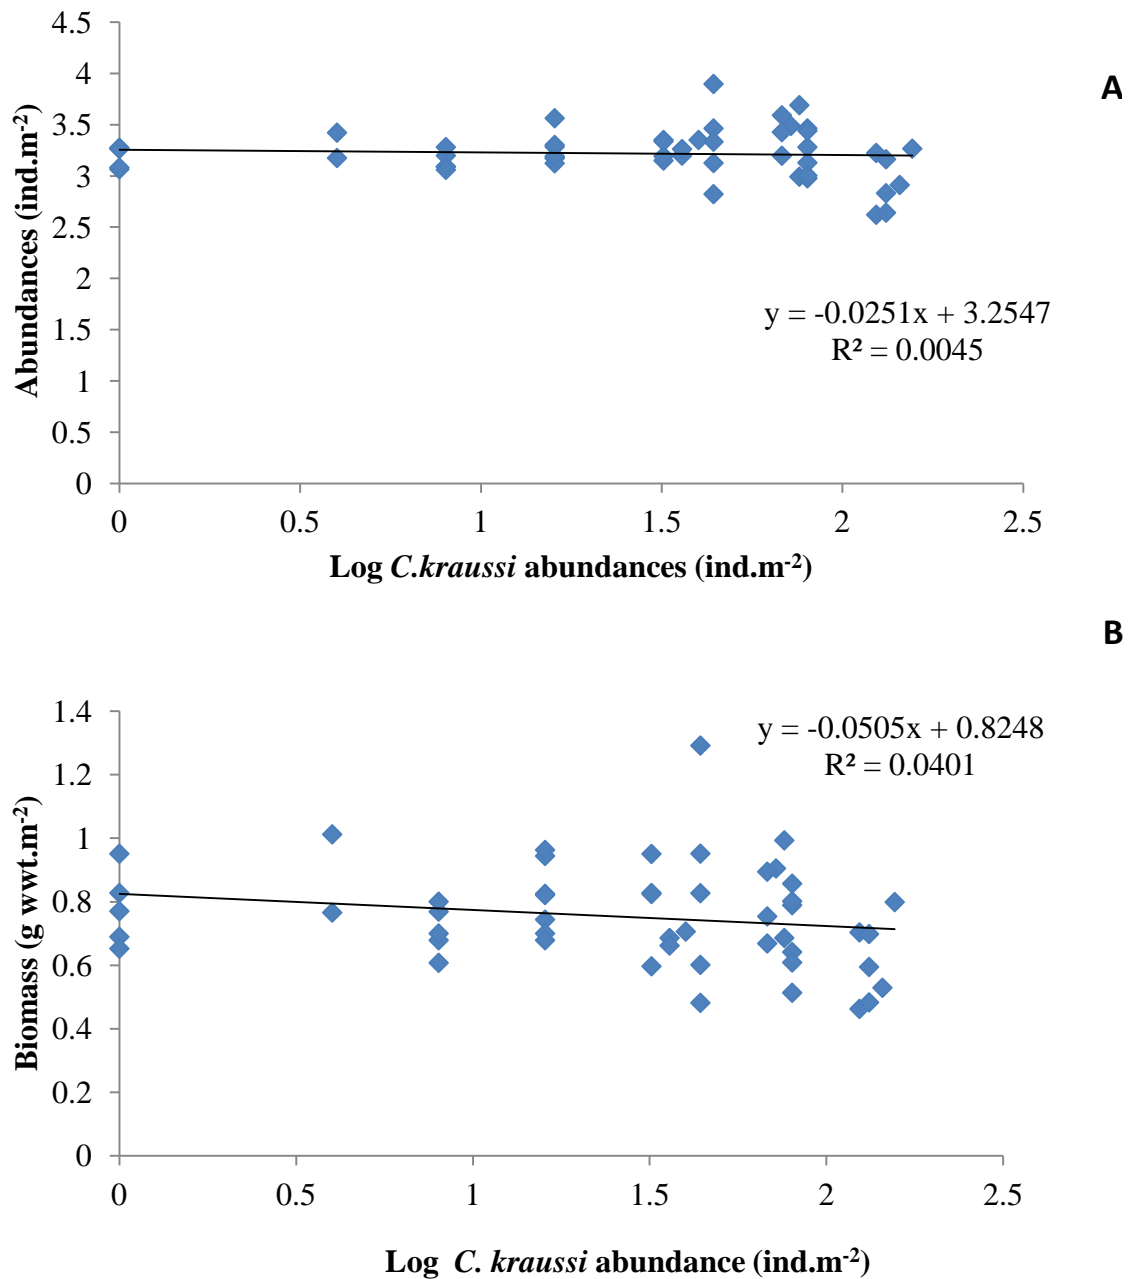 A
Abundances (ind.m-2)
4.5
4
3.5
3
2.5
2
1.5
1
0.5
0
y = -0.0251x + 3.2547
R² = 0.0045
0 0.5 1 1.5 2 2.5
Log C.kraussi abundances (ind.m-2)
B
Biomass (g wwt.m-2)
1.4
1.2
1
0.8
0.6
0.4
0.2
0
y = -0.0505x + 0.8248
R² = 0.0401
0 0.5 1 1.5 2 2.5
Log C. kraussi abundance (ind.m-2)